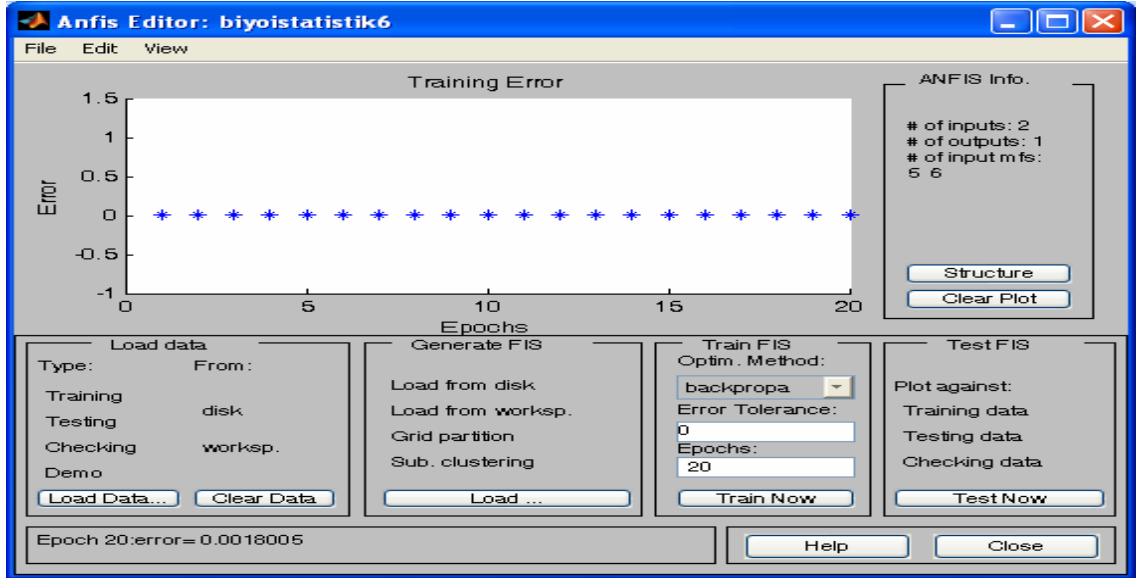 Anfis Editor: biyoistatistik6
File Edit View
Training Error
1.5
1
0.5
0
-0.5
-1
Error
0 5 10 15 20
Epochs
ANFIS Info.
# of inputs: 2
# of outputs: 1
# of input mfs:
5 6
Structure
Clear Plot
Load data
Type: From:
Training
disk
Testing
Checking worksp.
Demo
Load Data... Clear Data
Generate FIS
Load from disk
Load from worksp.
Grid partition
Sub. clustering
Load ...
Train FIS
Optim. Method:
backpropa
Error Tolerance:
0
Epochs:
20
Train Now
Test FIS
Plot against:
Training data
Testing data
Checking data
Test Now
Epoch 20:error= 0.0018005
Help Close